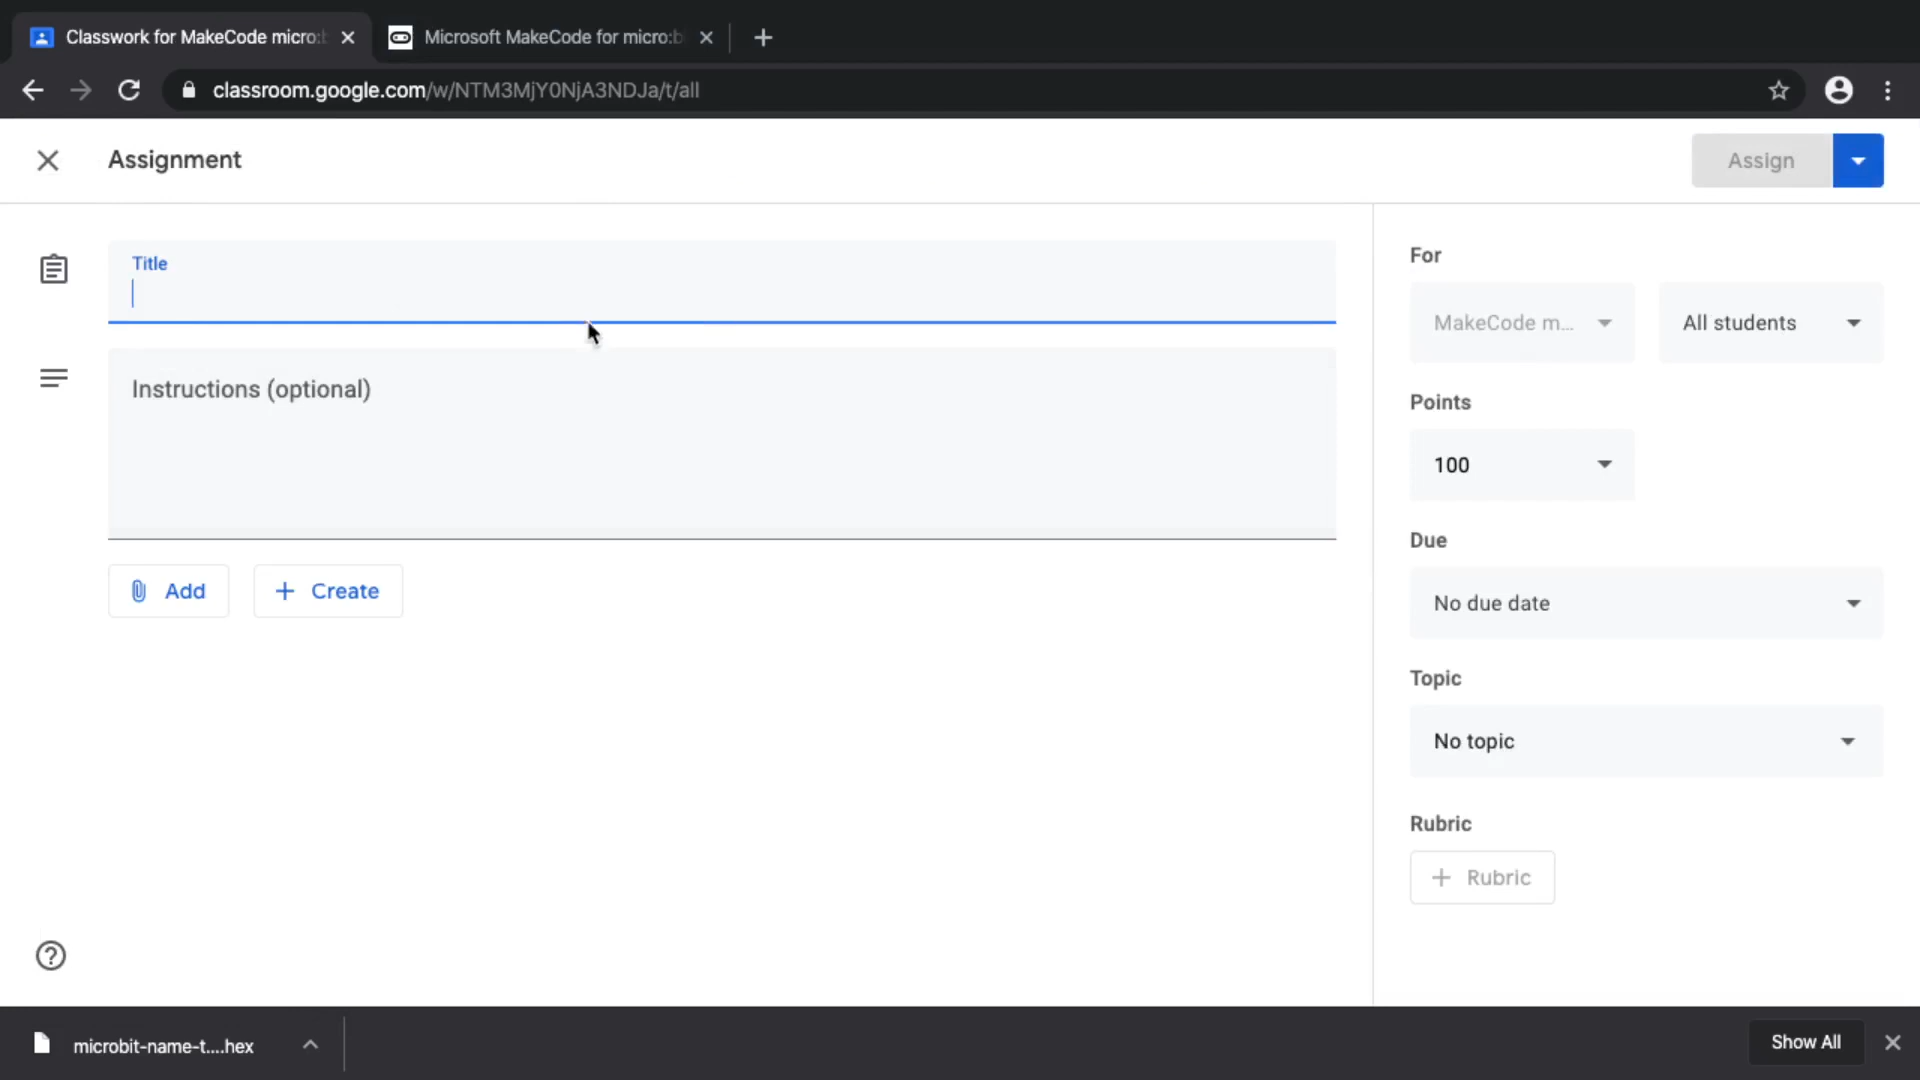 Classwork for MakeCode micro:b
Microsoft MakeCode for micro:b
classroom.google.com/w/NTM3MjY0NjA3NDJa/t/all
Assignment
Assign
Title
Instructions (optional)
Add
Create
For
MakeCode m...
All students
Points
100
Due
No due date
Topic
No topic
Rubric
Rubric
microbit-name-t....hex
Show All